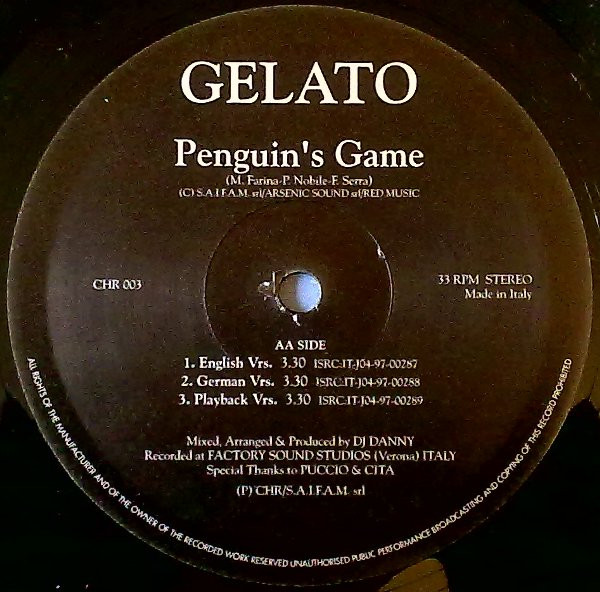 GELATO
Penguin's Game
(M. Farina-P. Nobile-F. Serra)
(C) S.A.I.F.A.M. srl/ARSENIC SOUND srl/RED MUSIC
CHR 003
33 RPM STEREO
Made in Italy
AA SIDE
1. English Vrs. 3.30 ISRC:IT-J04-97-00287
2. German Vrs. 3.30 ISRC:IT-J04-97-00288
3. Playback Vrs. 3.30 ISRC:IT-J04-97-00289
Mixed, Arranged & Produced by DJ DANNY
Recorded at FACTORY SOUND STUDIOS (Verona) ITALY
Special Thanks to PUCCIO & CITA
(P) CHR/S.A.I.F.A.M. srl
ALL RIGHTS OF THE MANUFACTURER AND OF THE OWNER OF THE RECORDED WORK RESERVED UNAUTHORISED PUBLIC PERFORMANCE BROADCASTING AND COPYING OF THIS RECORD PROHIBITED